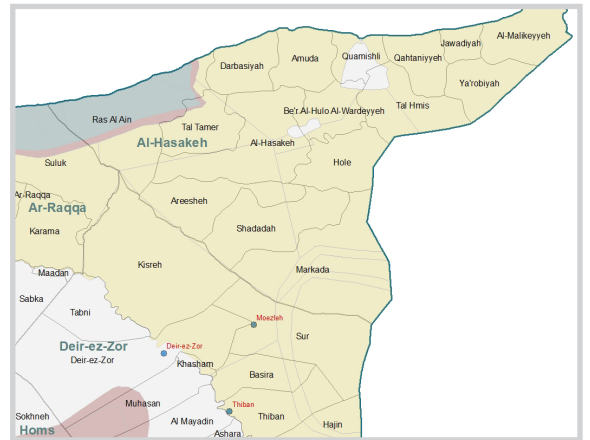 Al-Malikeyyeh
Jawadiyah
Qahtaniyyeh
Quamishli
Amuda
Darbasiyah
Ya'robiyah
Tal Hmis
Be'r Al-Hulo Al-Wardeyyeh
Ras Al Ain
Tal Tamer
Al-Hasakeh
Al-Hasakeh
Hole
Suluk
Ar-Raqqa
Ar-Raqqa
Areesheh
Karama
Shadadah
Kisreh
Markada
Maadan
Sabka
Tabni
Moezleh
Sur
Deir-ez-Zor
Deir-ez-Zor
Deir-ez-Zor
Khasham
Basira
Muhasan
Thiban
Sokhneh
Al Mayadin
Thiban
Hajin
Homs
Ashara